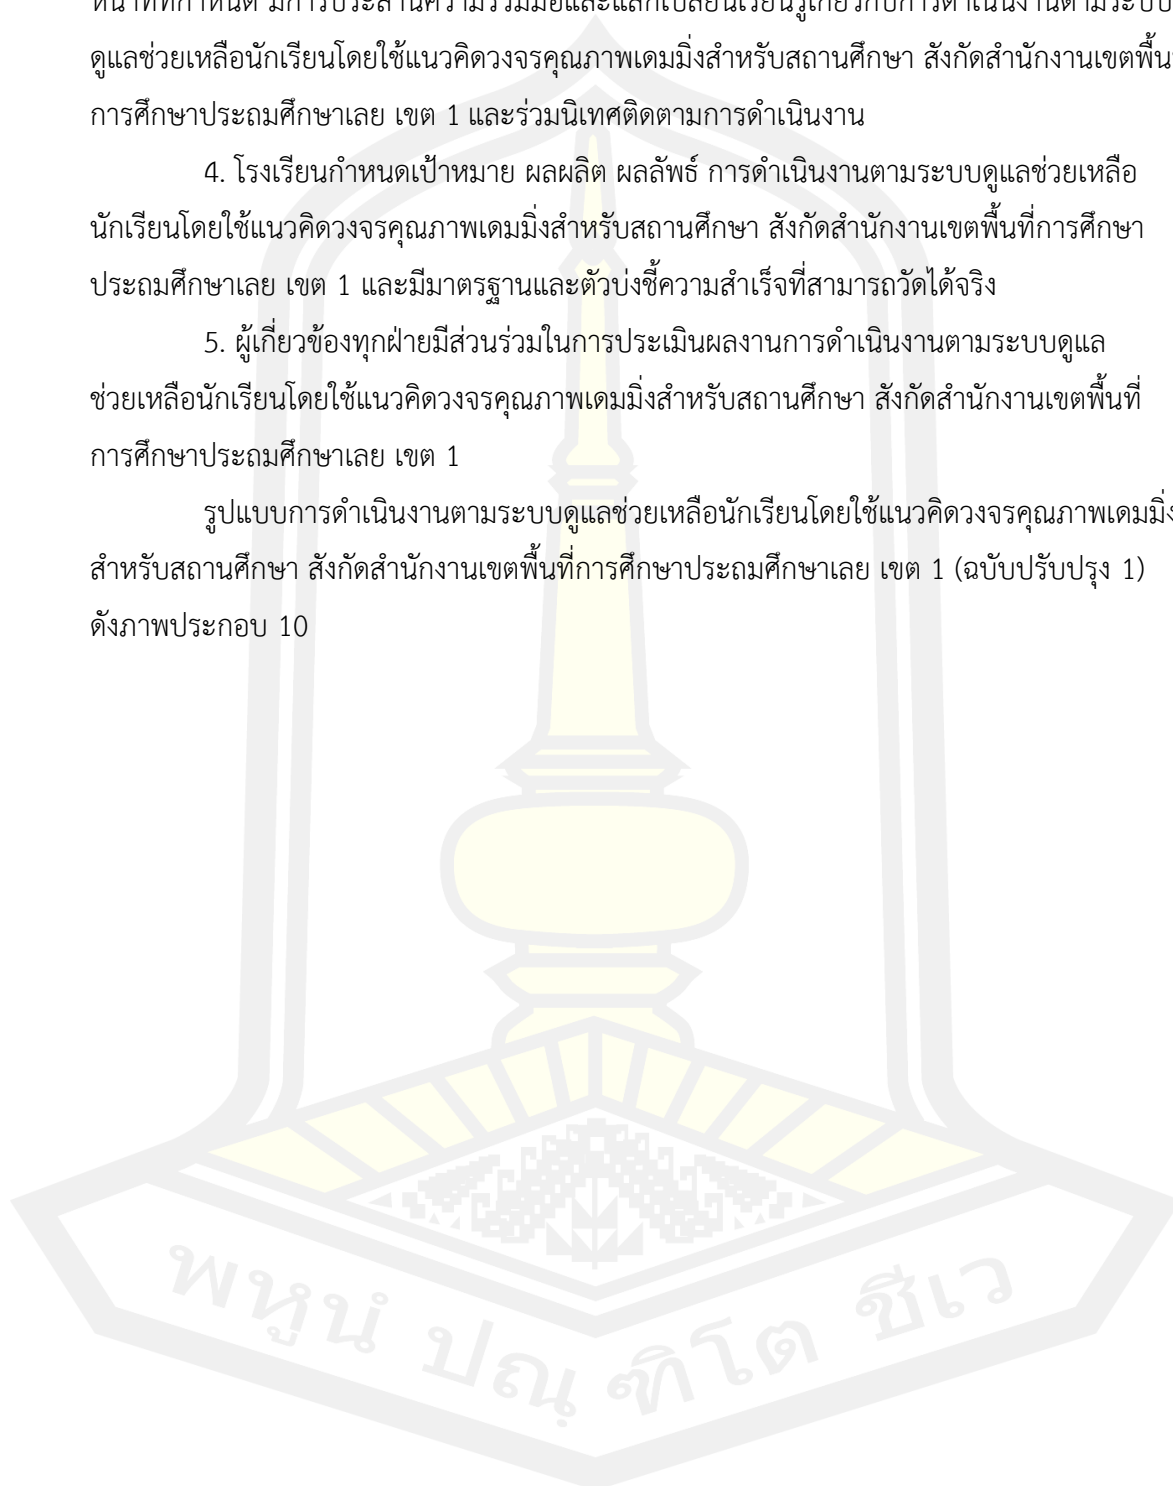 หน้าที่ที่กำหนด มีการประสานความร่วมมือและแลกเปลี่ยนเรียนรู้เกี่ยวกับการดำเนินงานตามระบบ
ดูแลช่วยเหลือนักเรียนโดยใช้แนวคิดวงจรคุณภาพเดมมิ่งสำหรับสถานศึกษา สังกัดสำนักงานเขตพื้น
การศึกษาประถมศึกษาเลย เขต 1 และร่วมนิเทศติดตามการดำเนินงาน
4. โรงเรียนกำหนดเป้าหมาย ผลผลิต ผลลัพธ์ การดำเนินงานตามระบบดูแลช่วยเหลือ
นักเรียนโดยใช้แนวคิดวงจรคุณภาพเดมมิ่งสำหรับสถานศึกษา สังกัดสำนักงานเขตพื้นที่การศึกษา
ประถมศึกษาเลย เขต 1 และมีมาตรฐานและตัวบ่งชี้ความสำเร็จที่สามารถวัดได้จริง
5. ผู้เกี่ยวข้องทุกฝ่ายมีส่วนร่วมในการประเมินผลงานการดำเนินงานตามระบบดูแล
ช่วยเหลือนักเรียนโดยใช้แนวคิดวงจรคุณภาพเดมมิ่งสำหรับสถานศึกษา สังกัดสำนักงานเขตพื้นที่
การศึกษาประถมศึกษาเลย เขต 1
รูปแบบการดำเนินงานตามระบบดูแลช่วยเหลือนักเรียนโดยใช้แนวคิดวงจรคุณภาพเดมมิ่ง
สำหรับสถานศึกษา สังกัดสำนักงานเขตพื้นที่การศึกษาประถมศึกษาเลย เขต 1 (ฉบับปรับปรุง 1)
ดังภาพประกอบ 10
พหูนํ ปณฺฑิโต ชีเว